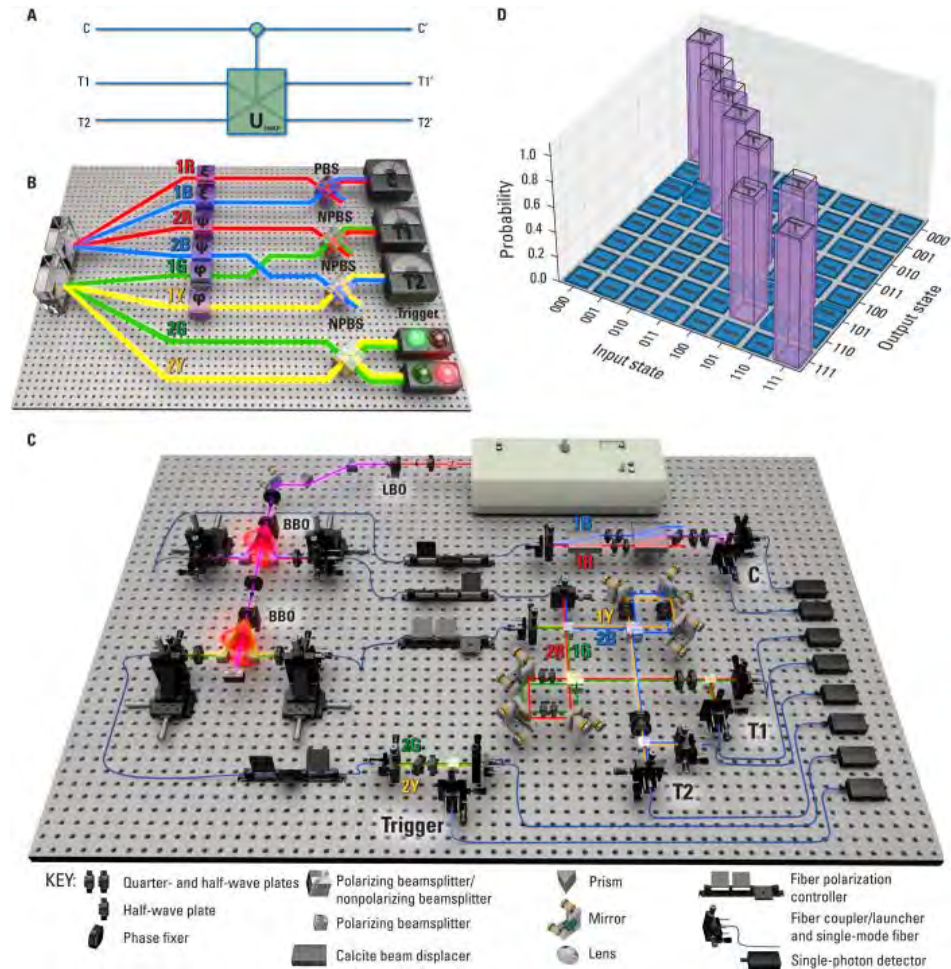 A
C
C'
T1
T1'
T2
T2'
U
B
1R
1B
2R
2B
1G
1Y
2G
2Y
ξ
ξ
ψ
ψ
φ
φ
PBS
NPBS
NPBS
NPBS
C
T2
Trigger
D
Probability
1.0
0.8
0.6
0.4
0.2
0.0
000
001
010
011
100
101
110
111
Input state
000
001
010
011
100
101
110
111
Output state
C
LBO
BBO
BBO
1B
1R
C
1Y
2B
2R
1G
T1
T2
2G
2Y
Trigger
KEY:
Quarter- and half-wave plates
Half-wave plate
Phase fixer
Polarizing beamsplitter/
nonpolarizing beamsplitter
Polarizing beamsplitter
Calcite beam displacer
Prism
Mirror
Lens
Fiber polarization
controller
Fiber coupler/launcher
and single-mode fiber
Single-photon detector